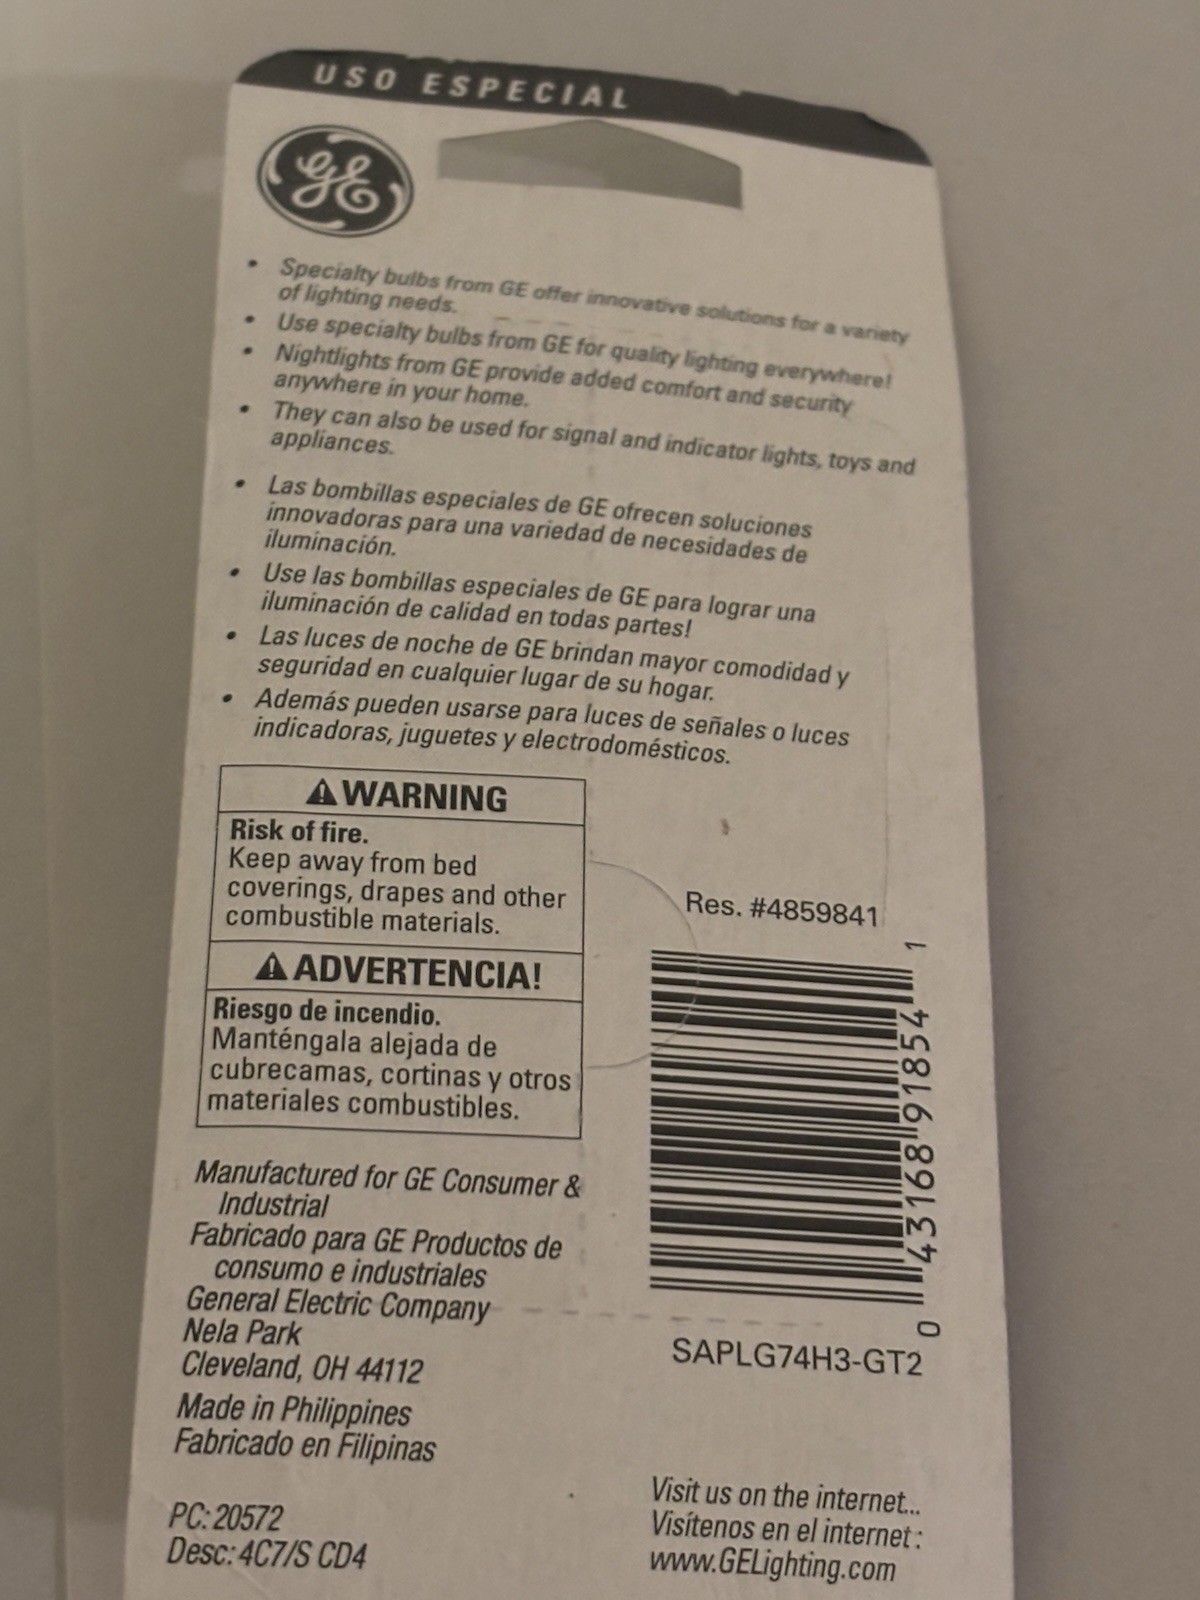 USO ESPECIAL
GE
• Specialty bulbs from GE offer innovative solutions for a variety
of lighting needs.
• Use specialty bulbs from GE for quality lighting everywhere!
• Nightlights from GE provide added comfort and security
anywhere in your home.
• They can also be used for signal and indicator lights, toys and
appliances.
• Las bombillas especiales de GE ofrecen soluciones
innovadoras para una variedad de necesidades de
iluminación.
• Use las bombillas especiales de GE para lograr una
iluminación de calidad en todas partes!
• Las luces de noche de GE brindan mayor comodidad y
seguridad en cualquier lugar de su hogar.
• Además pueden usarse para luces de señales o luces
indicadoras, juguetes y electrodomésticos.
⚠ WARNING
Risk of fire.
Keep away from bed
coverings, drapes and other
combustible materials.
⚠ ADVERTENCIA!
Riesgo de incendio.
Manténgala alejada de
cubrecamas, cortinas y otros
materiales combustibles.
Res. #4859841
0 43168 91854 1
SAPLG74H3-GT2
Manufactured for GE Consumer &
Industrial
Fabricado para GE Productos de
consumo e industriales
General Electric Company
Nela Park
Cleveland, OH 44112
Made in Philippines
Fabricado en Filipinas
PC: 20572
Desc: 4C7/S CD4
Visit us on the internet...
Visítenos en el internet:
www.GELighting.com